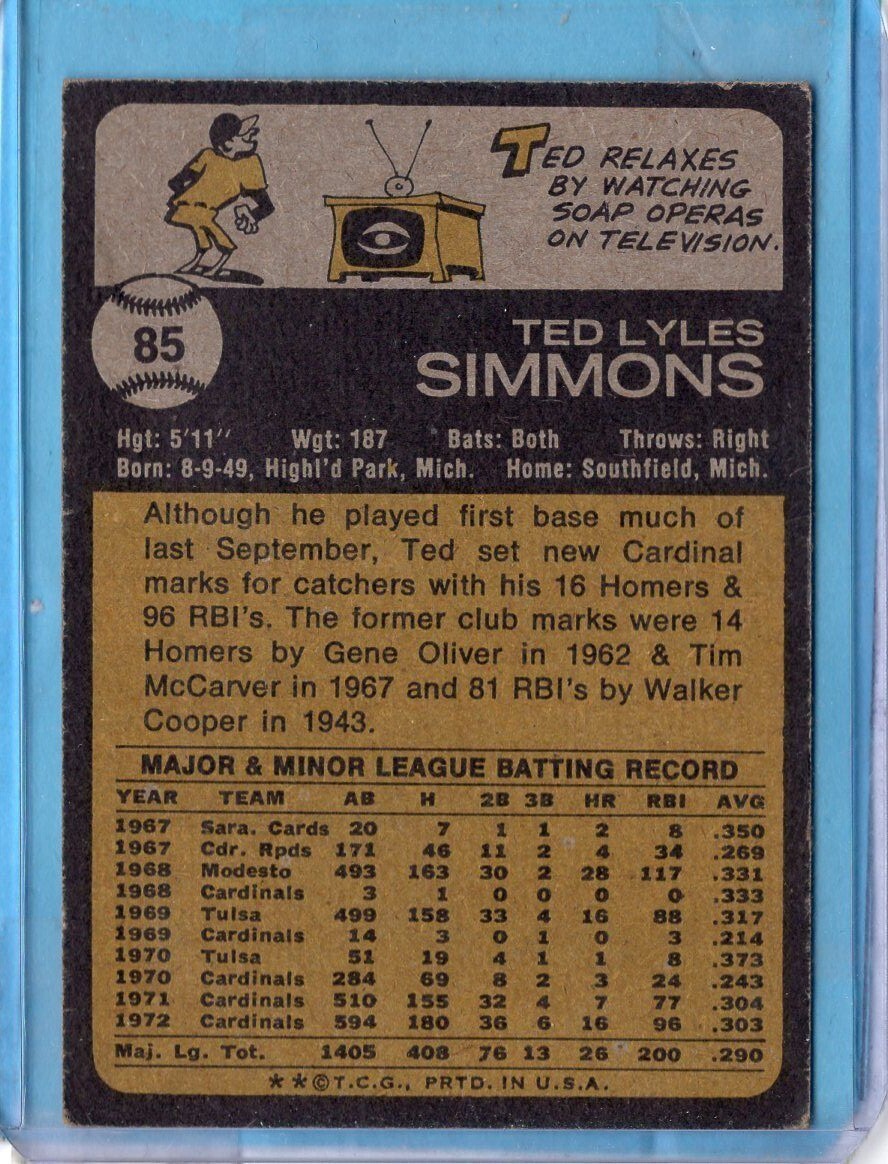 TED RELAXES
BY WATCHING
SOAP OPERAS
ON TELEVISION.
85
TED LYLES
SIMMONS
Hgt: 5'11" Wgt: 187 Bats: Both Throws: Right
Born: 8-9-49, Highl'd Park, Mich. Home: Southfield, Mich.
Although he played first base much of
last September, Ted set new Cardinal
marks for catchers with his 16 Homers &
96 RBI's. The former club marks were 14
Homers by Gene Oliver in 1962 & Tim
McCarver in 1967 and 81 RBI's by Walker
Cooper in 1943.
MAJOR & MINOR LEAGUE BATTING RECORD
YEAR TEAM AB H 2B 3B HR RBI AVG
1967 Sara. Cards 20 7 1 1 2 8 .350
1967 Cdr. Rpds 171 46 11 2 4 34 .269
1968 Modesto 493 163 30 2 28 117 .331
1968 Cardinals 3 1 0 0 0 0 .333
1969 Tulsa 499 158 33 4 16 88 .317
1969 Cardinals 14 3 0 1 0 3 .214
1970 Tulsa 51 19 4 1 1 8 .373
1970 Cardinals 284 69 8 2 3 24 .243
1971 Cardinals 510 155 32 4 7 77 .304
1972 Cardinals 594 180 36 6 16 96 .303
Maj. Lg. Tot. 1405 408 76 13 26 200 .290
**©T.C.G., PRTD. IN U.S.A.